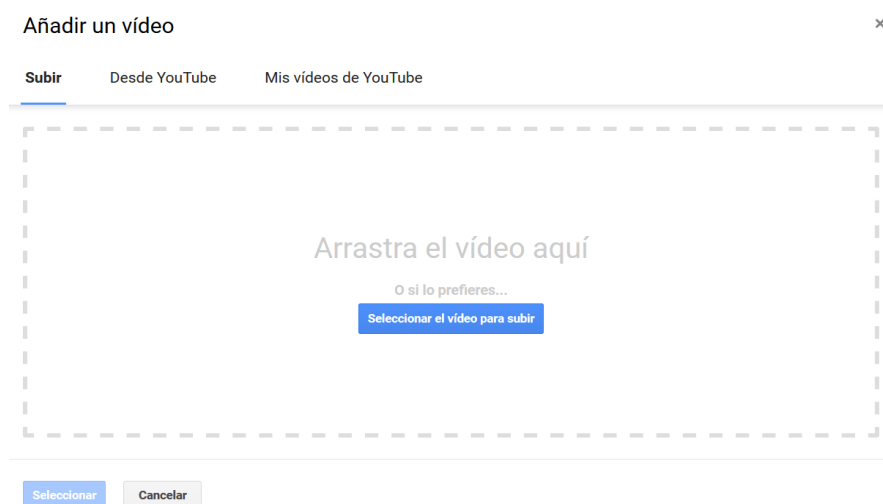 Añadir un vídeo
×
Subir Desde YouTube Mis vídeos de YouTube
Arrastra el vídeo aquí
O si lo prefieres...
Seleccionar el vídeo para subir
Seleccionar Cancelar